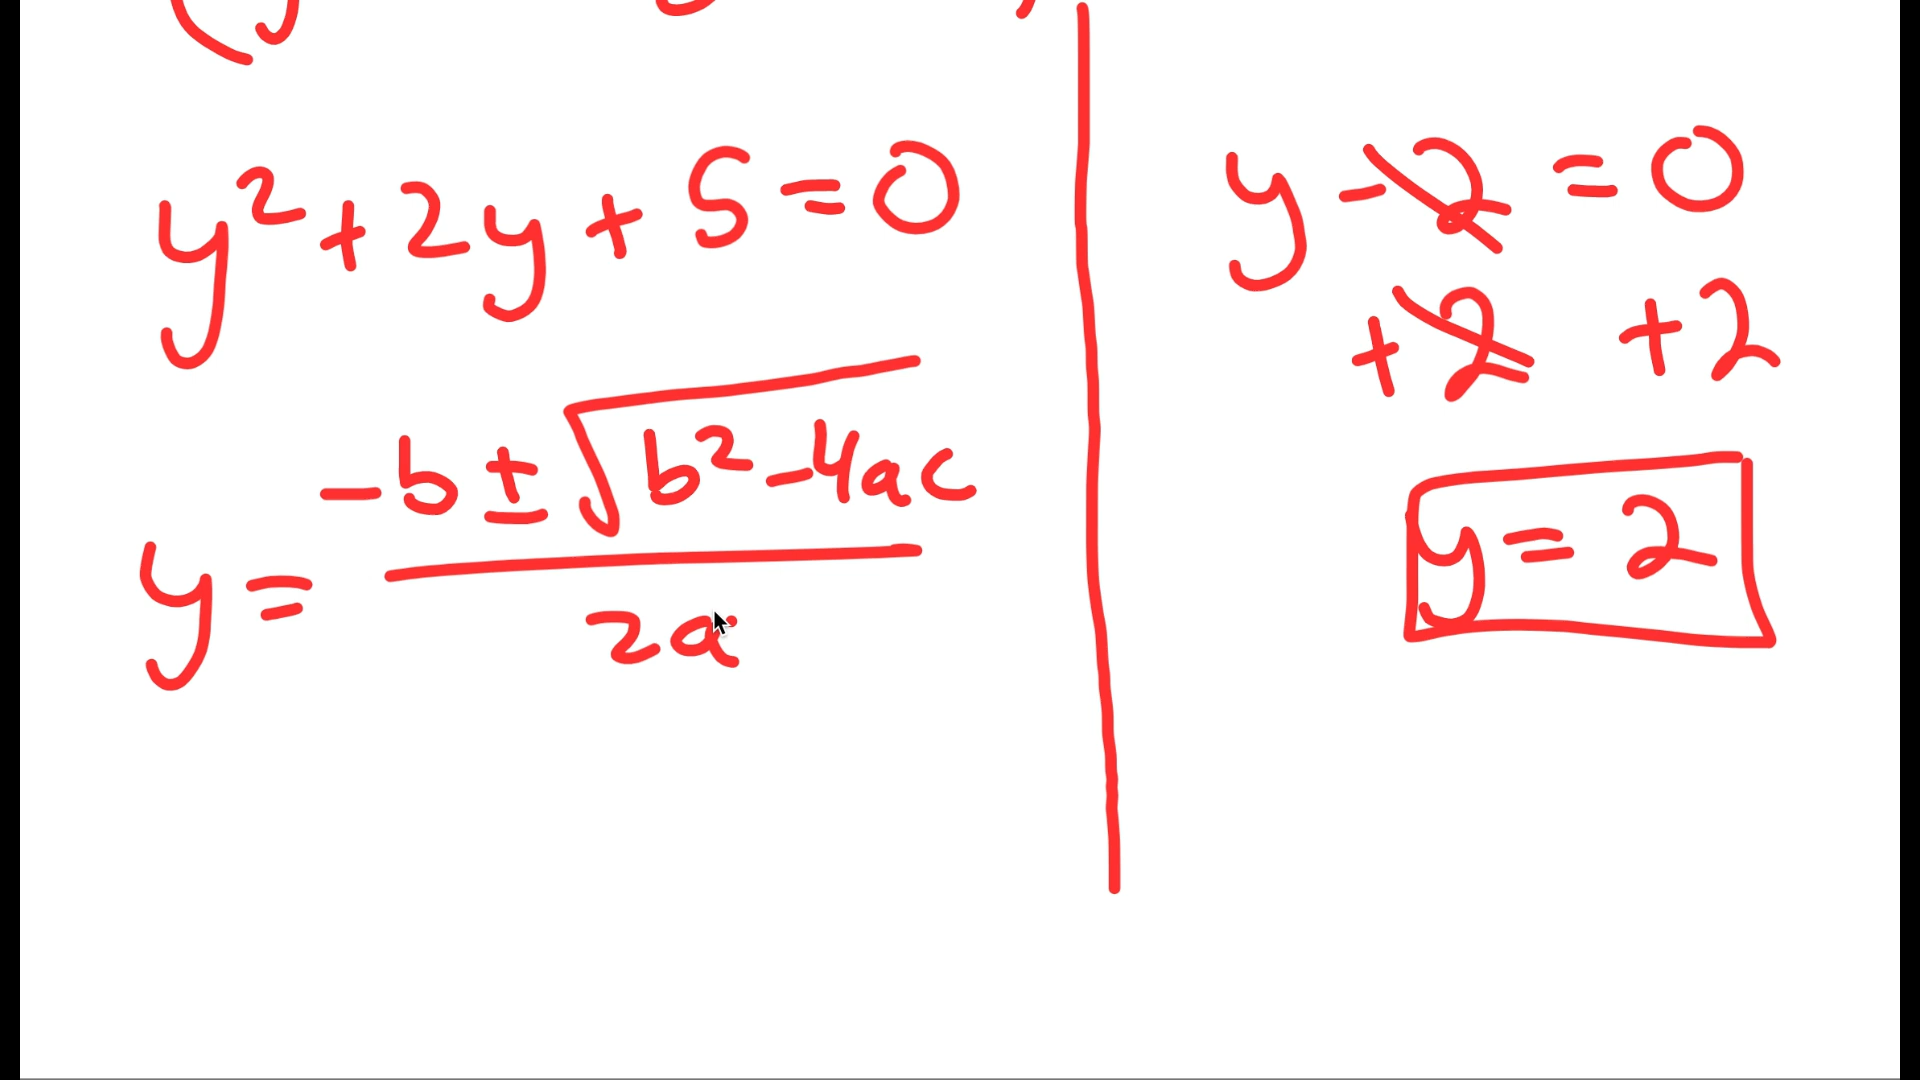 y²+2y+5=0
y=(-b±√(b²-4ac))/2a
y-2=0
+2 +2
y=2